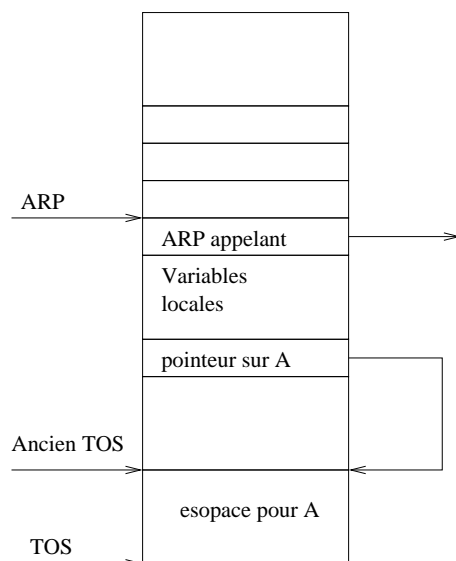 ARP
ARP appelant
Variables
locales
pointeur sur A
Ancien TOS
esopace pour A
TOS